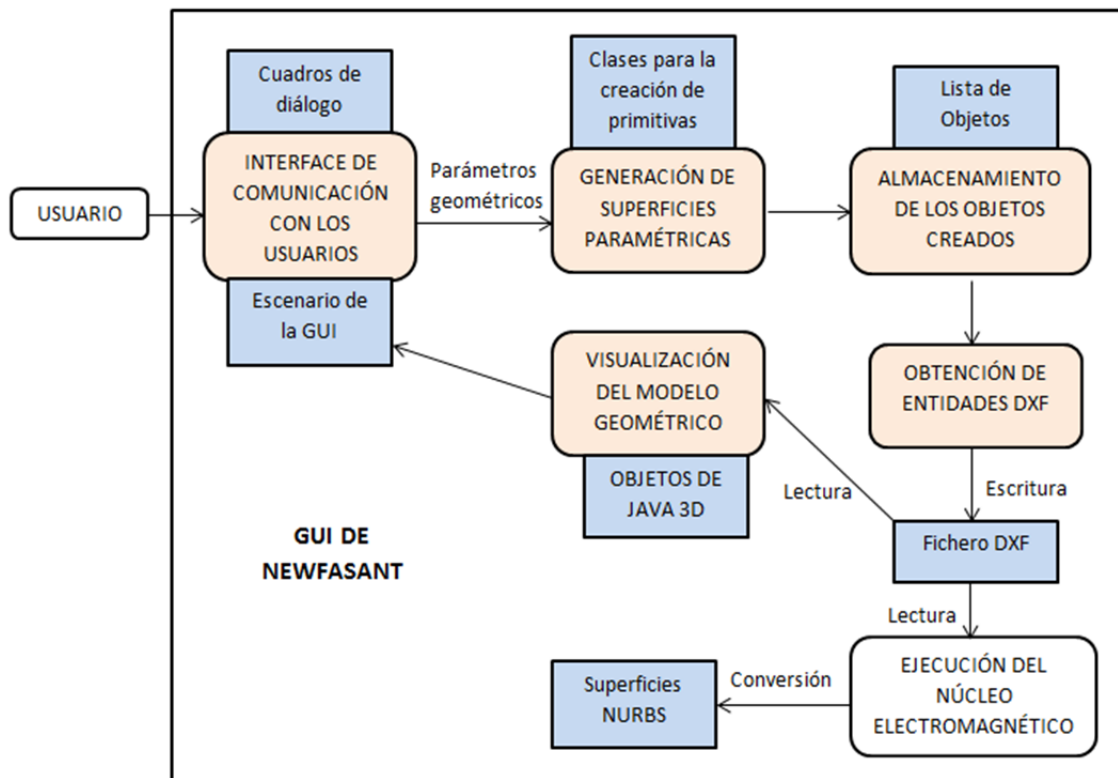 Cuadros de
diálogo
Clases para la
creación de
primitivas
Lista de
Objetos
USUARIO
INTERFACE DE
COMUNICACIÓN
CON LOS
USUARIOS
Parámetros
geométricos
GENERACIÓN DE
SUPERFICIES
PARAMÉTRICAS
ALMACENAMIENTO
DE LOS OBJETOS
CREADOS
Escenario de
la GUI
VISUALIZACIÓN
DEL MODELO
GEOMÉTRICO
OBTENCIÓN DE
ENTIDADES DXF
OBJETOS DE
JAVA 3D
Lectura
Escritura
GUI DE
NEWFASANT
Fichero DXF
Lectura
Superficies
NURBS
Conversión
EJECUCIÓN DEL
NÚCLEO
ELECTROMAGNÉTICO